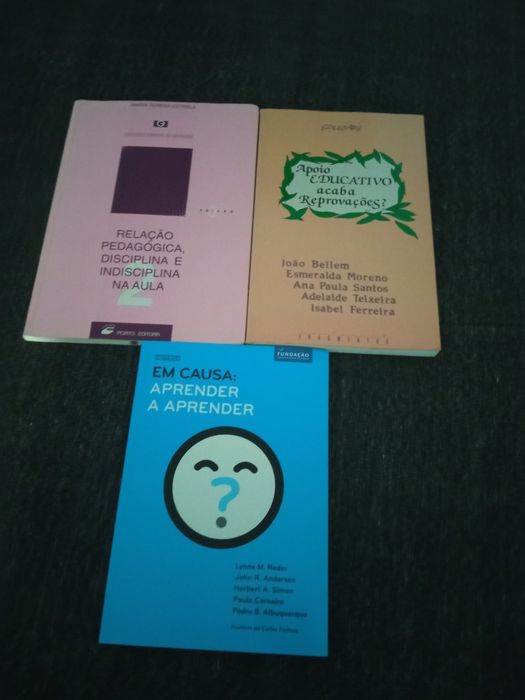 MARIA TERESA ESTRELA
RELAÇÃO
PEDAGÓGICA,
DISCIPLINA E
INDISCIPLINA
NA AULA
2
PORTO EDITORA
Apoio
EDUCATIVO
acaba
Reprovações?
João Bellem
Esmeralda Moreno
Ana Paula Santos
Adelaide Teixeira
Isabel Ferreira
FRAGMENTOS
FUNDAÇÃO
EM CAUSA:
APRENDER
A APRENDER
?
Lynne M. Reder
John R. Anderson
Herbert A. Simon
Paula Carneiro
Pedro B. Albuquerque